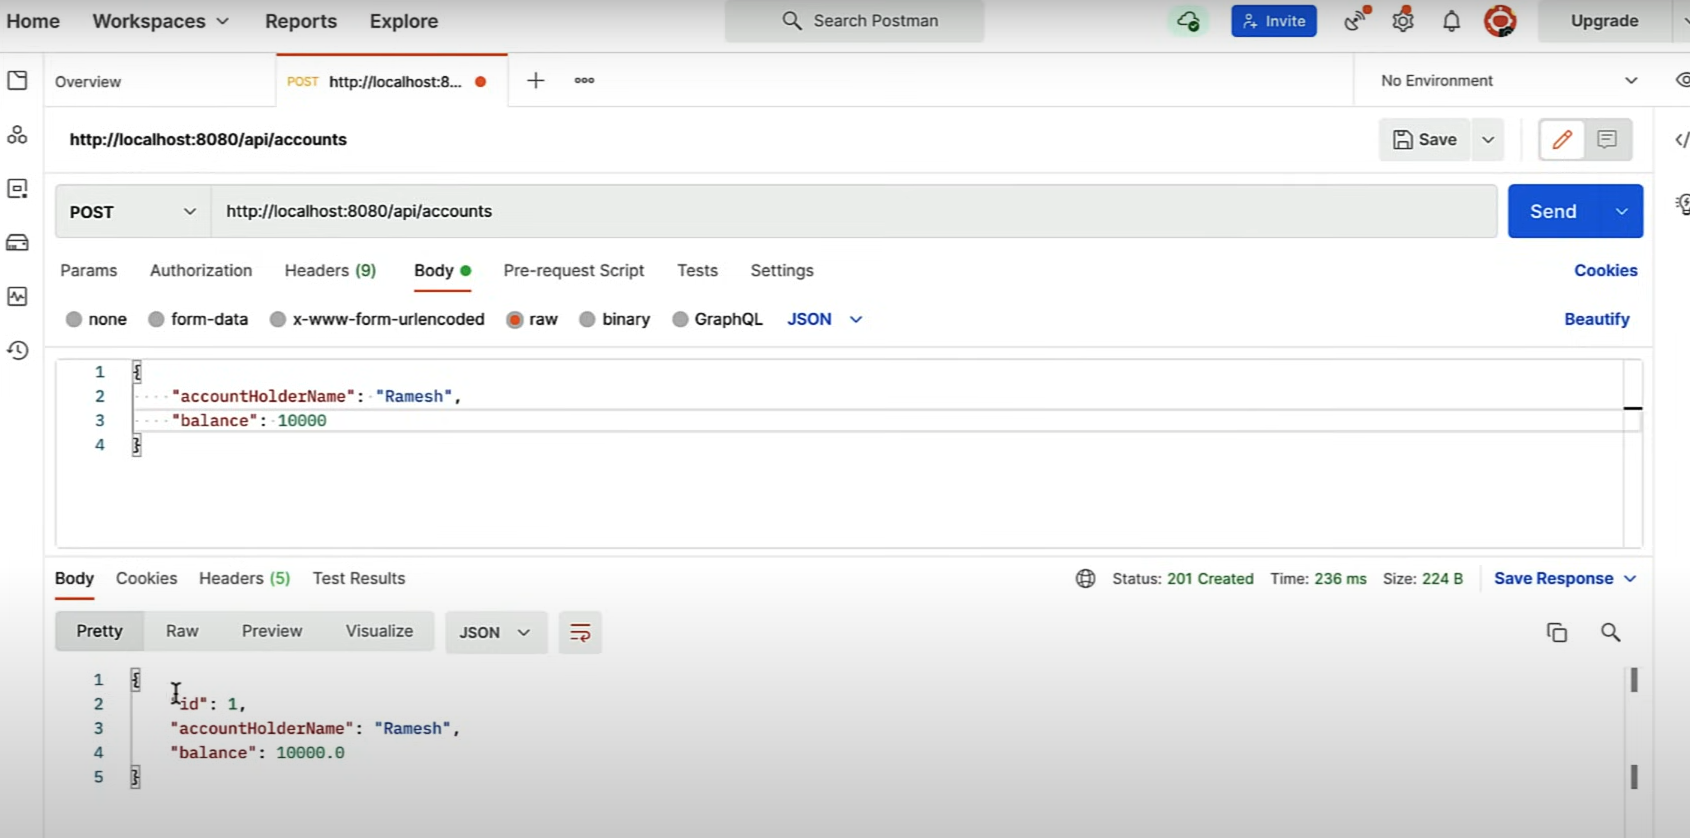 Home Workspaces Reports Explore Search Postman Invite Upgrade
Overview POST http://localhost:8... No Environment
http://localhost:8080/api/accounts Save
POST http://localhost:8080/api/accounts Send
Params Authorization Headers (9) Body Pre-request Script Tests Settings Cookies
none form-data x-www-form-urlencoded raw binary GraphQL JSON Beautify
1 {
2 "accountHolderName": "Ramesh",
3 "balance": 10000
4 }
Body Cookies Headers (5) Test Results Status: 201 Created Time: 236 ms Size: 224 B Save Response
Pretty Raw Preview Visualize JSON
1 {
2 "id": 1,
3 "accountHolderName": "Ramesh",
4 "balance": 10000.0
5 }